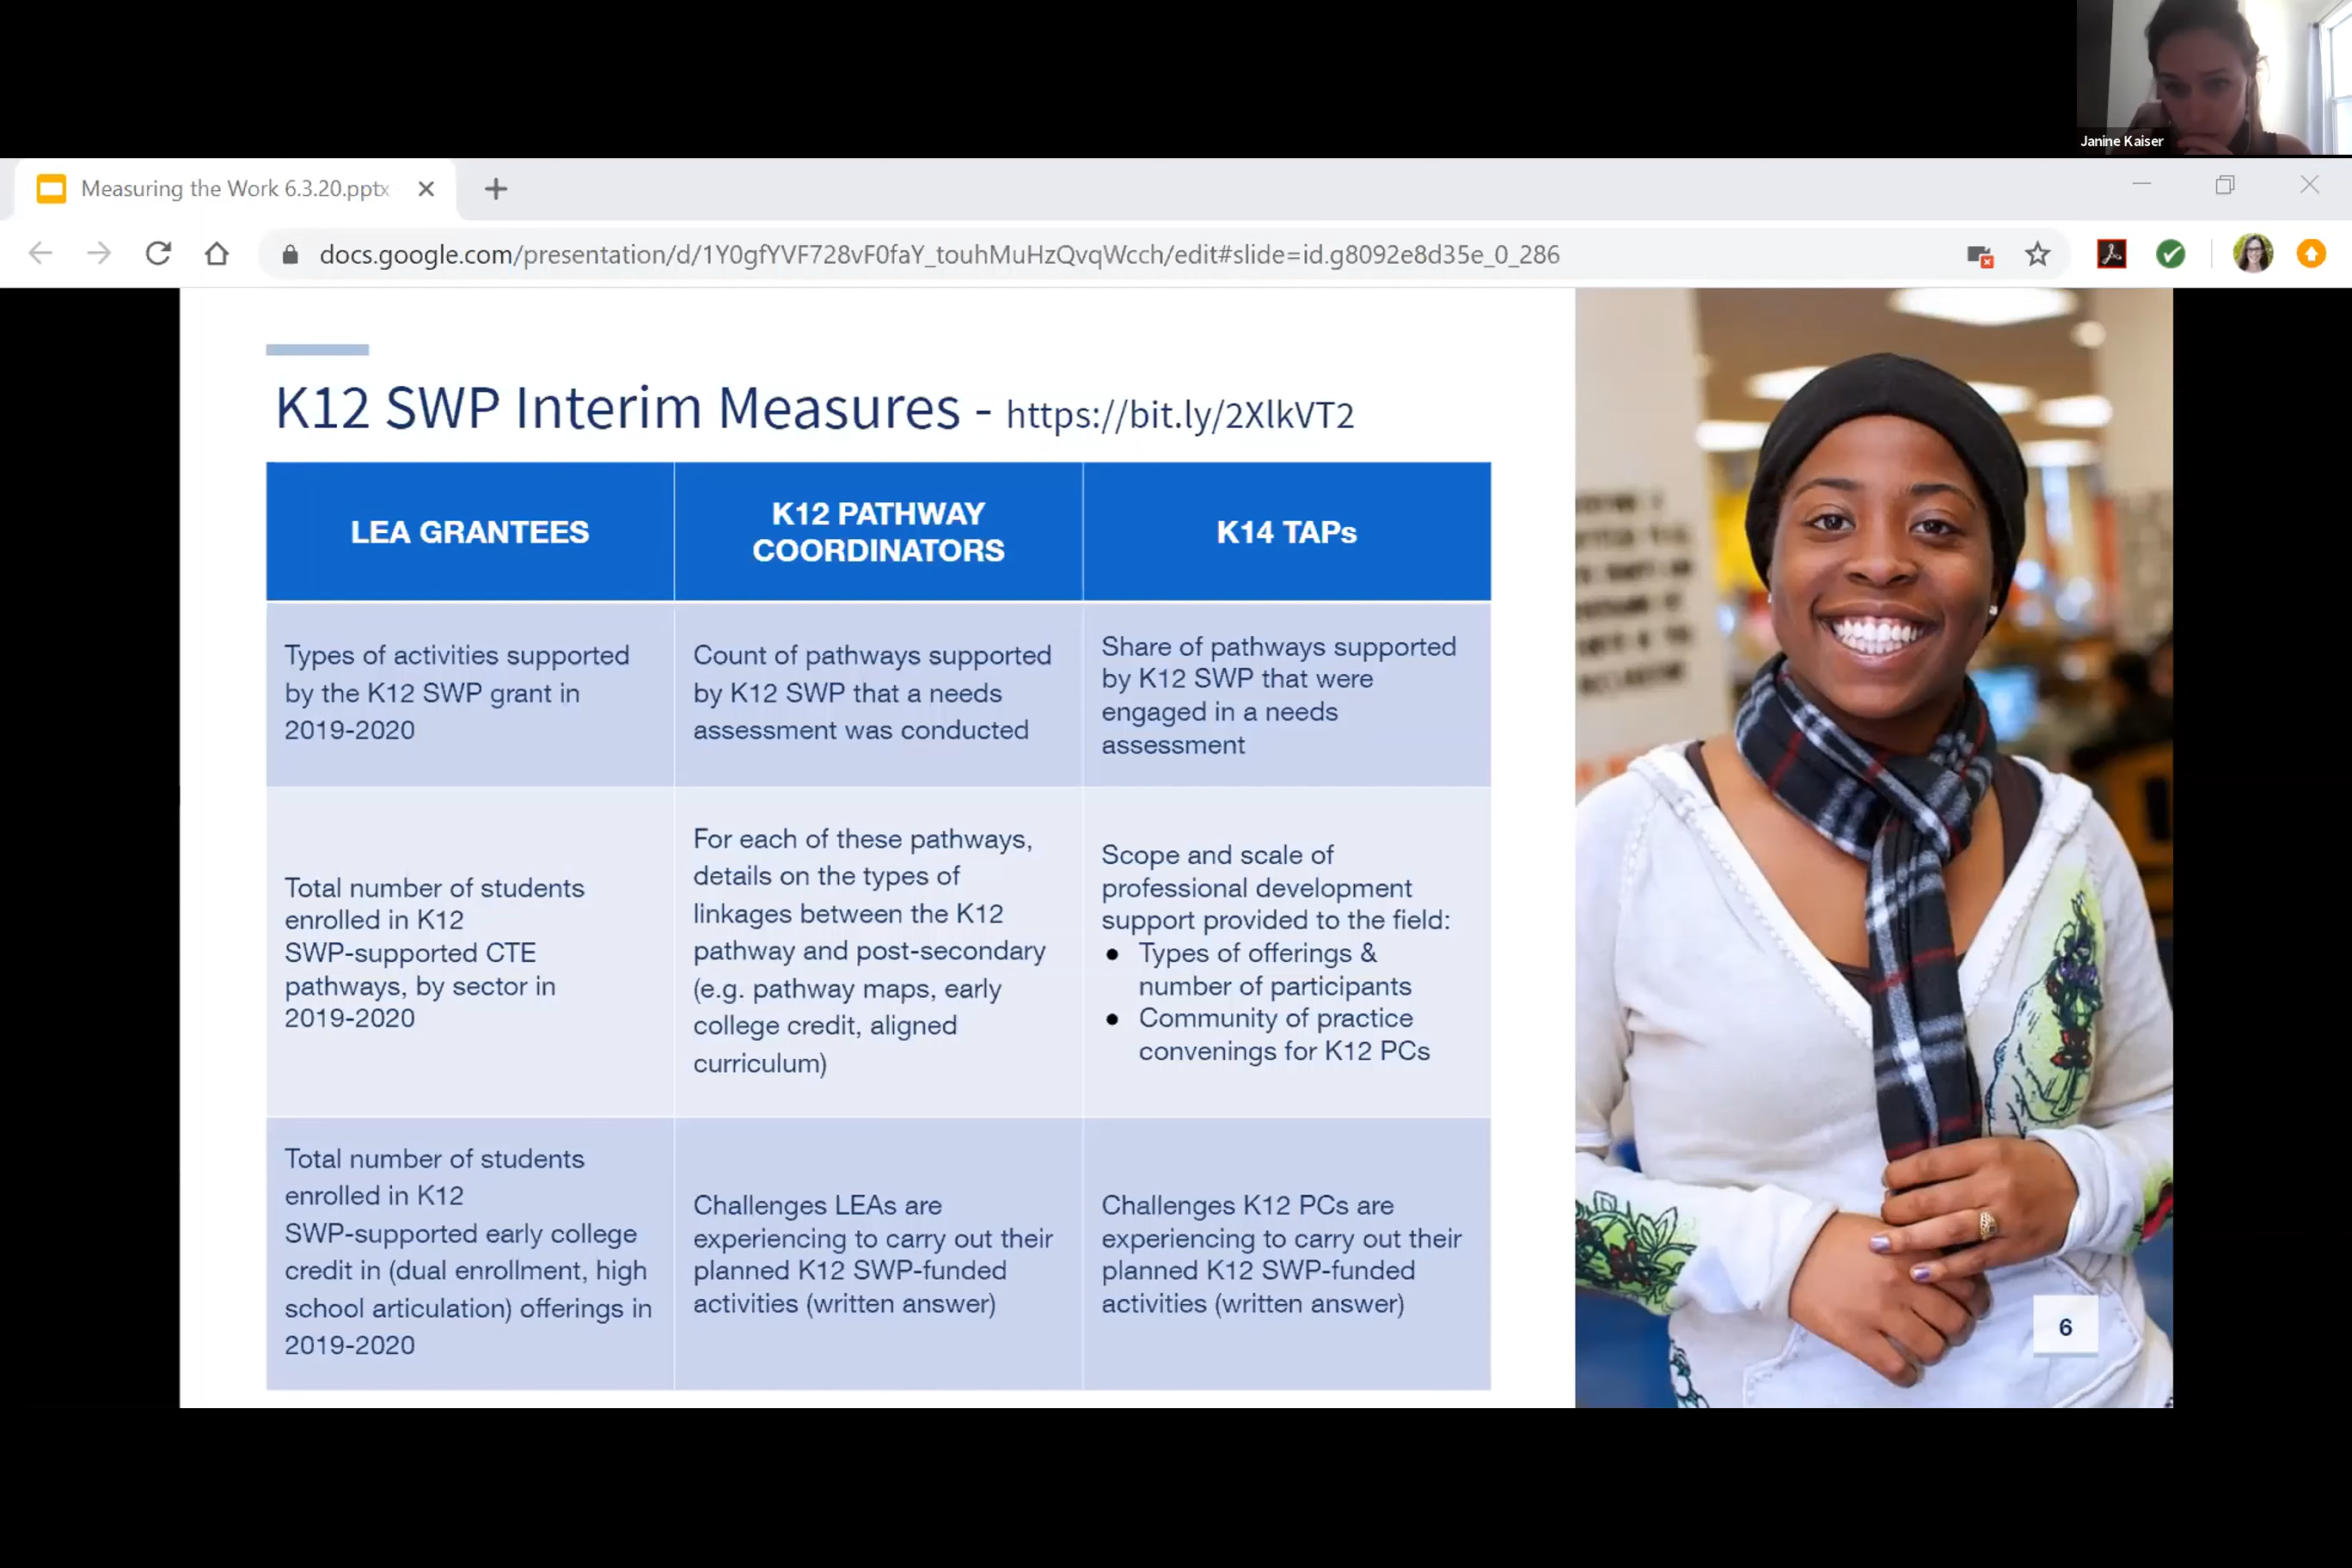 Janine Kaiser
Measuring the Work 6.3.20.pptx
docs.google.com/presentation/d/1Y0gfYVF728vF0faY_touhMuHzQvqWcch/edit#slide=id.g8092e8d35e_0_286
K12 SWP Interim Measures - https://bit.ly/2XlkVT2
LEA GRANTEES
K12 PATHWAY
COORDINATORS
K14 TAPs
Types of activities supported
by the K12 SWP grant in
2019-2020
Count of pathways supported
by K12 SWP that a needs
assessment was conducted
Share of pathways supported
by K12 SWP that were
engaged in a needs
assessment
Total number of students
enrolled in K12
SWP-supported CTE
pathways, by sector in
2019-2020
For each of these pathways,
details on the types of
linkages between the K12
pathway and post-secondary
(e.g. pathway maps, early
college credit, aligned
curriculum)
Scope and scale of
professional development
support provided to the field:
● Types of offerings &
number of participants
● Community of practice
convenings for K12 PCs
Total number of students
enrolled in K12
SWP-supported early college
credit in (dual enrollment, high
school articulation) offerings in
2019-2020
Challenges LEAs are
experiencing to carry out their
planned K12 SWP-funded
activities (written answer)
Challenges K12 PCs are
experiencing to carry out their
planned K12 SWP-funded
activities (written answer)
6